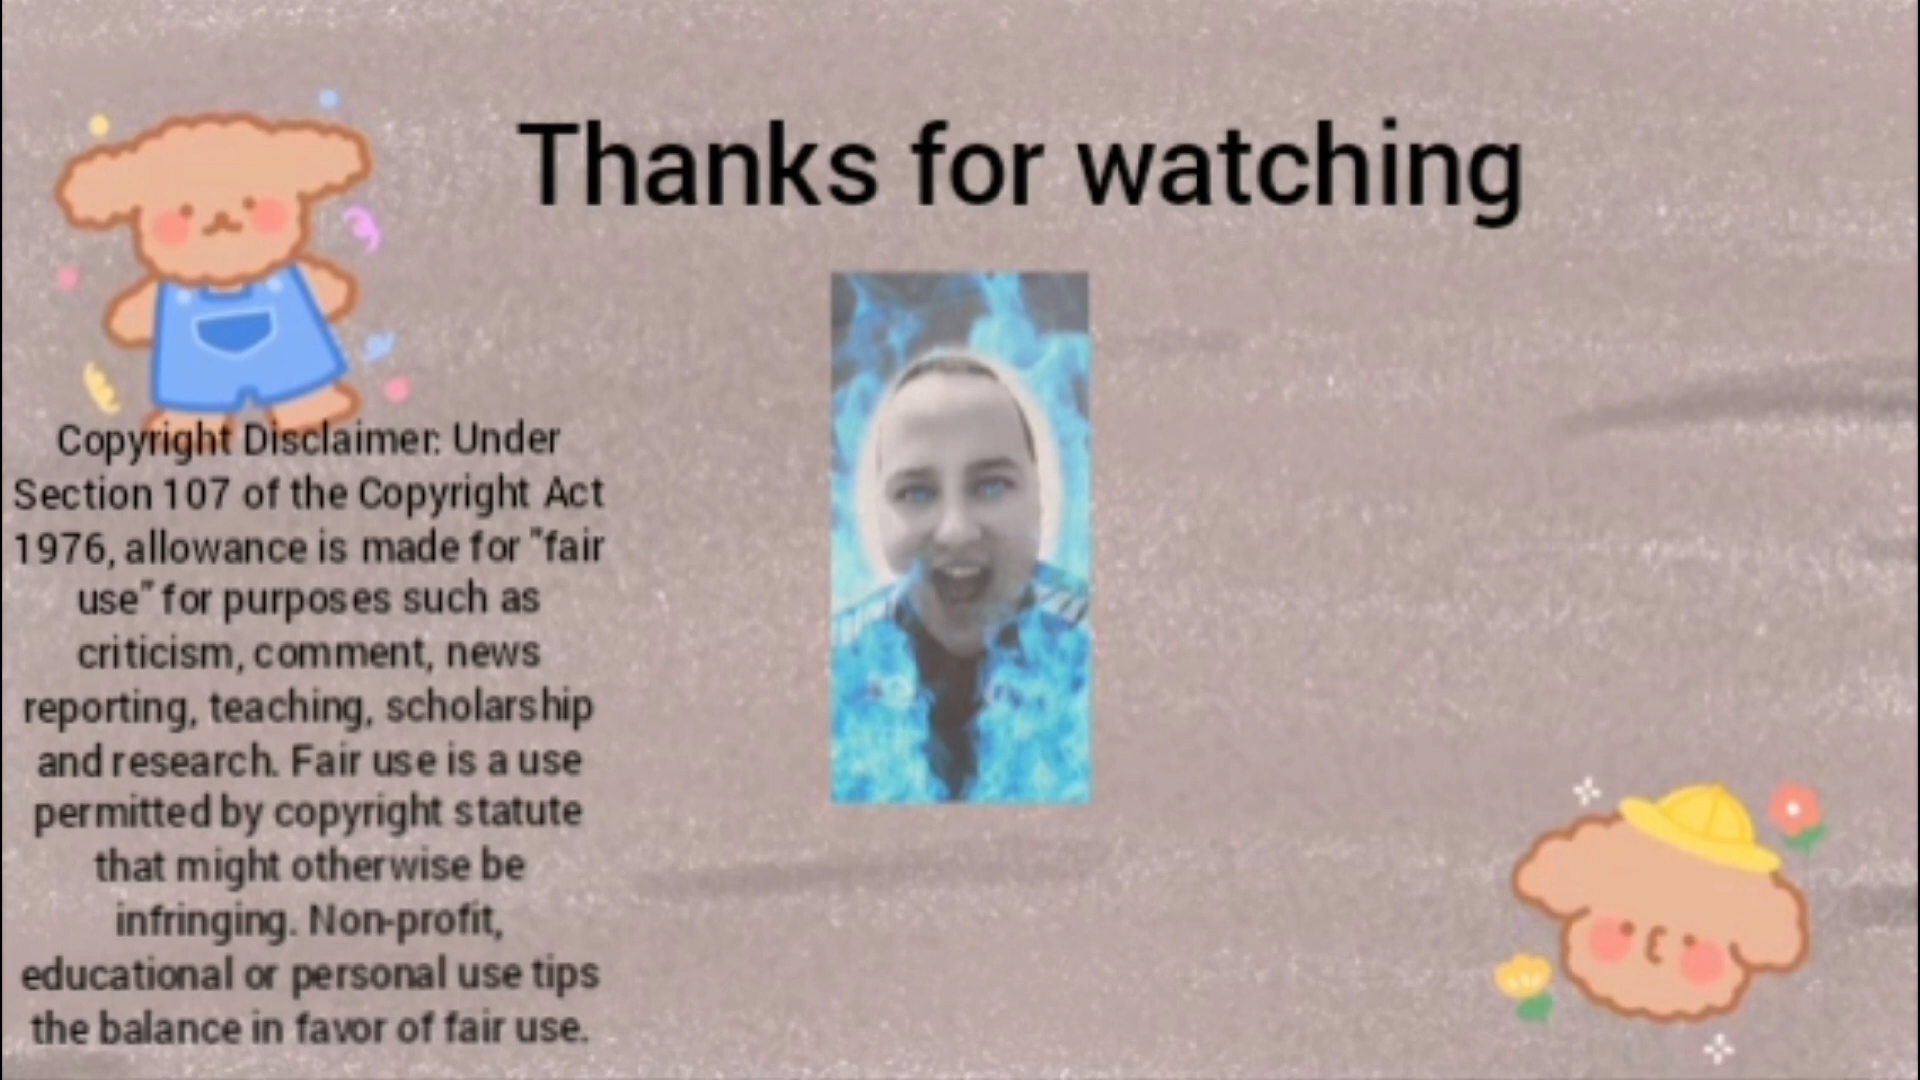 Thanks for watching
Copyright Disclaimer: Under
Section 107 of the Copyright Act
1976, allowance is made for "fair
use" for purposes such as
criticism, comment, news
reporting, teaching, scholarship
and research. Fair use is a use
permitted by copyright statute
that might otherwise be
infringing. Non-profit,
educational or personal use tips
the balance in favor of fair use.